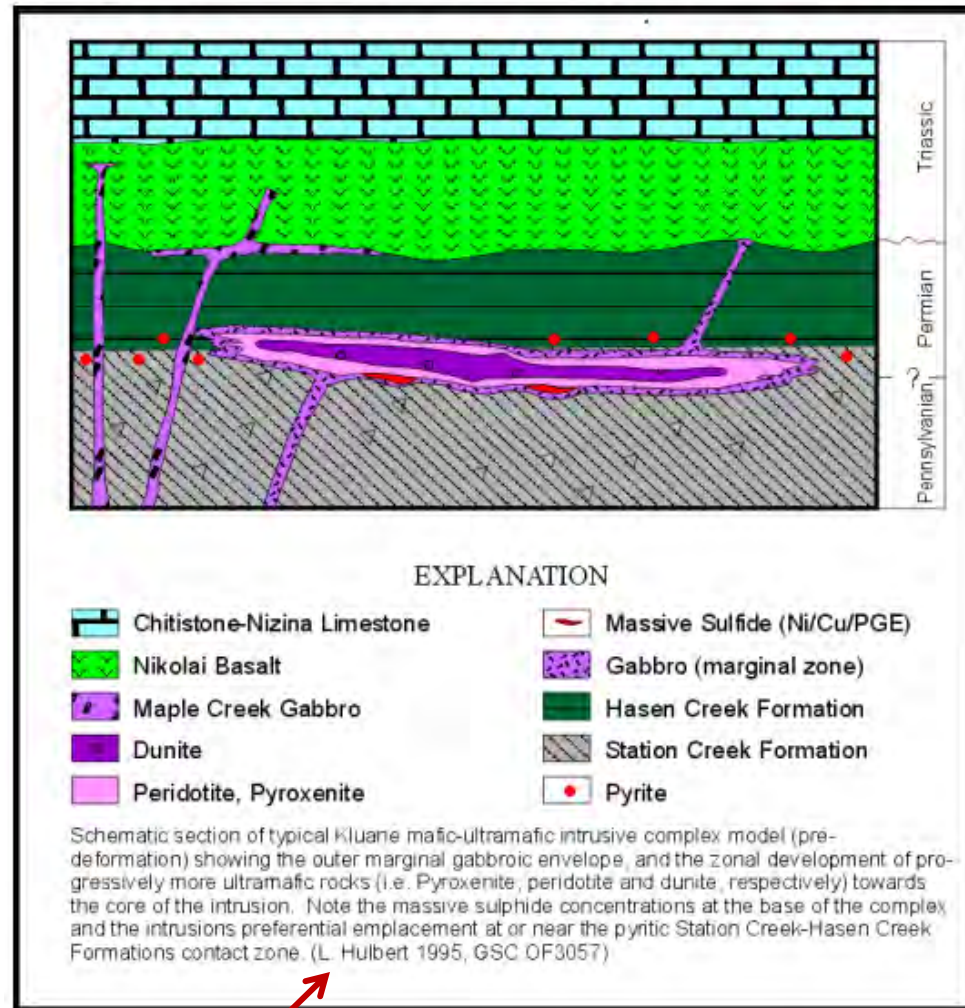 Triassic
Permian
?
Pennsylvanian
EXPLANATION
Chitistone-Nizina Limestone
Nikolai Basalt
Maple Creek Gabbro
Dunite
Peridotite, Pyroxenite
Massive Sulfide (Ni/Cu/PGE)
Gabbro (marginal zone)
Hasen Creek Formation
Station Creek Formation
Pyrite
Schematic section of typical Kluane mafic-ultramafic intrusive complex model (pre-
deformation) showing the outer marginal gabbroic envelope, and the zonal development of pro-
gressively more ultramafic rocks (i.e. Pyroxenite, peridotite and dunite, respectively) towards
the core of the intrusion. Note the massive sulphide concentrations at the base of the complex
and the intrusions preferential emplacement at or near the pyritic Station Creek-Hasen Creek
Formations contact zone. (L. Hulbert 1995, GSC OF3057)